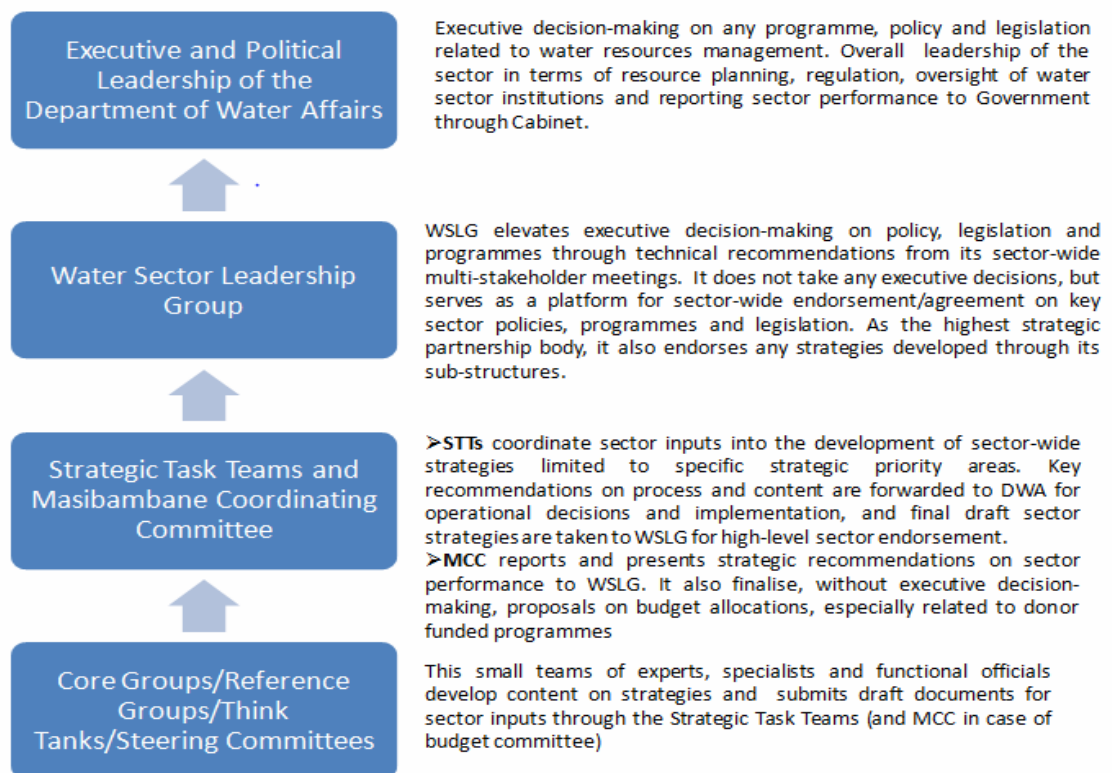 Executive and Political
Leadership of the
Department of Water Affairs
Executive decision-making on any programme, policy and legislation
related to water resources management. Overall leadership of the
sector in terms of resource planning, regulation, oversight of water
sector institutions and reporting sector performance to Government
through Cabinet.
Water Sector Leadership
Group
WSLG elevates executive decision-making on policy, legislation and
programmes through technical recommendations from its sector-wide
multi-stakeholder meetings. It does not take any executive decisions, but
serves as a platform for sector-wide endorsement/agreement on key
sector policies, programmes and legislation. As the highest strategic
partnership body, it also endorses any strategies developed through its
sub-structures.
Strategic Task Teams and
Masibambane Coordinating
Committee
➢STTs coordinate sector inputs into the development of sector-wide
strategies limited to specific strategic priority areas. Key
recommendations on process and content are forwarded to DWA for
operational decisions and implementation, and final draft sector
strategies are taken to WSLG for high-level sector endorsement.
➢MCC reports and presents strategic recommendations on sector
performance to WSLG. It also finalise, without executive decision-
making, proposals on budget allocations, especially related to donor
funded programmes
Core Groups/Reference
Groups/Think
Tanks/Steering Committees
This small teams of experts, specialists and functional officials
develop content on strategies and submits draft documents for
sector inputs through the Strategic Task Teams (and MCC in case of
budget committee)